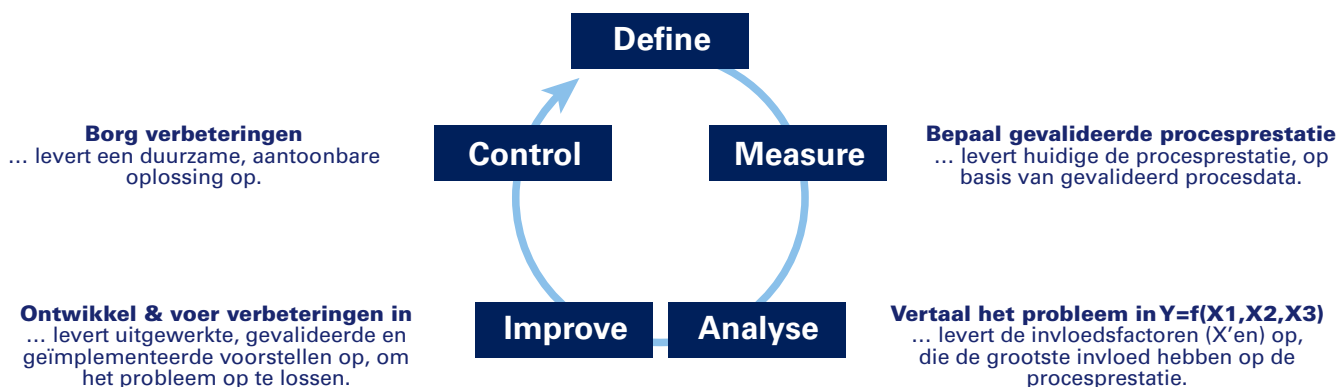 Define
Borg verbeteringen
... levert een duurzame, aantoonbare
oplossing op.
Control
Measure
Bepaal gevalideerde procesprestatie
... levert huidige de procesprestatie, op
basis van gevalideerd procesdata.
Ontwikkel & voer verbeteringen in
... levert uitgewerkte, gevalideerde en
geïmplementeerde voorstellen op, om
het probleem op te lossen.
Improve
Analyse
Vertaal het probleem in Y=f(X1,X2,X3)
... levert de invloedsfactoren (X'en) op,
die de grootste invloed hebben op de
procesprestatie.